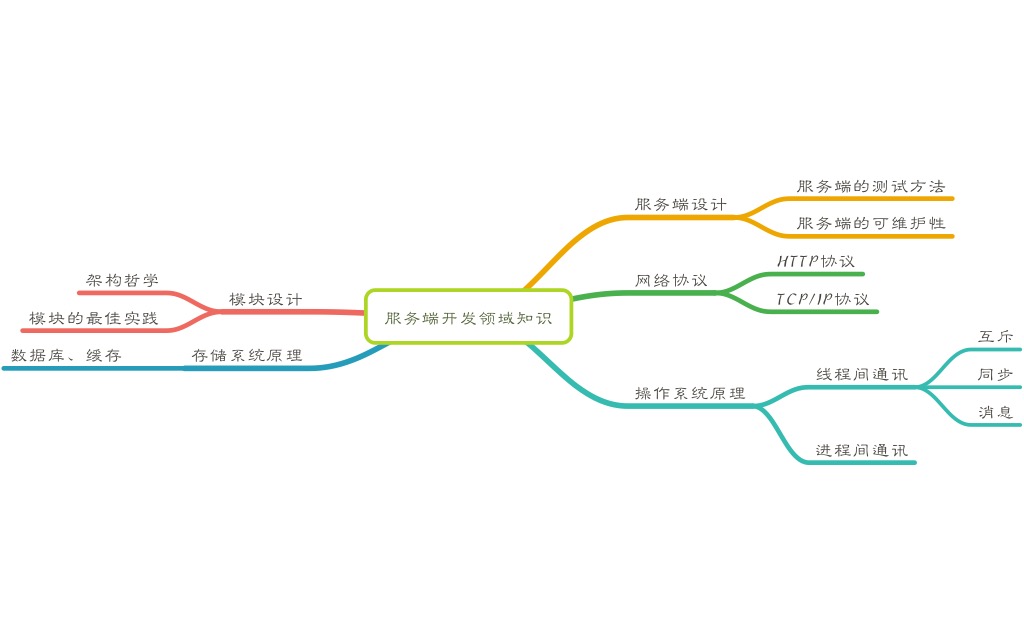 服务端开发领域知识
服务端设计
服务端的测试方法
服务端的可维护性
网络协议
HTTP协议
TCP/IP协议
操作系统原理
线程间通讯
互斥
同步
消息
进程间通讯
模块设计
架构哲学
模块的最佳实践
存储系统原理
数据库、缓存